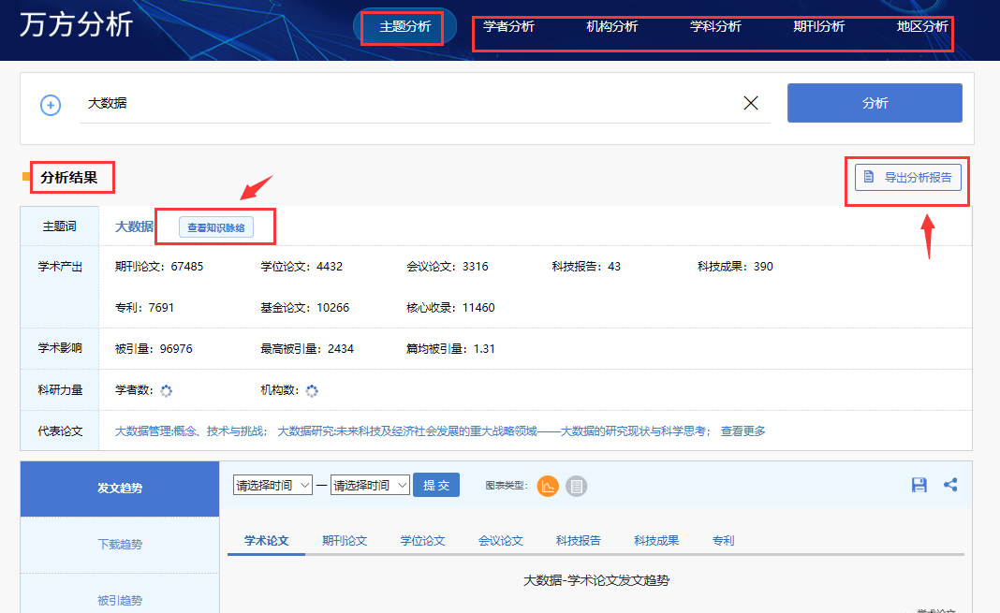 万方分析
主题分析 学者分析 机构分析 学科分析 期刊分析 地区分析
大数据 分析
分析结果 导出分析报告
主题词 大数据 查看知识脉络
学术产出 期刊论文：67485 学位论文：4432 会议论文：3316 科技报告：43 科技成果：390
专利：7691 基金论文：10266 核心收录：11460
学术影响 被引量：96976 最高被引量：2434 篇均被引量：1.31
科研力量 学者数： 机构数：
代表论文 大数据管理:概念、技术与挑战； 大数据研究:未来科技及经济社会发展的重大战略领域——大数据的研究现状与科学思考； 查看更多
发文趋势 请选择时间 — 请选择时间 提 交 图表类型：
学术论文 期刊论文 学位论文 会议论文 科技报告 科技成果 专利
下载趋势
大数据-学术论文发文趋势
被引趋势
学术论文